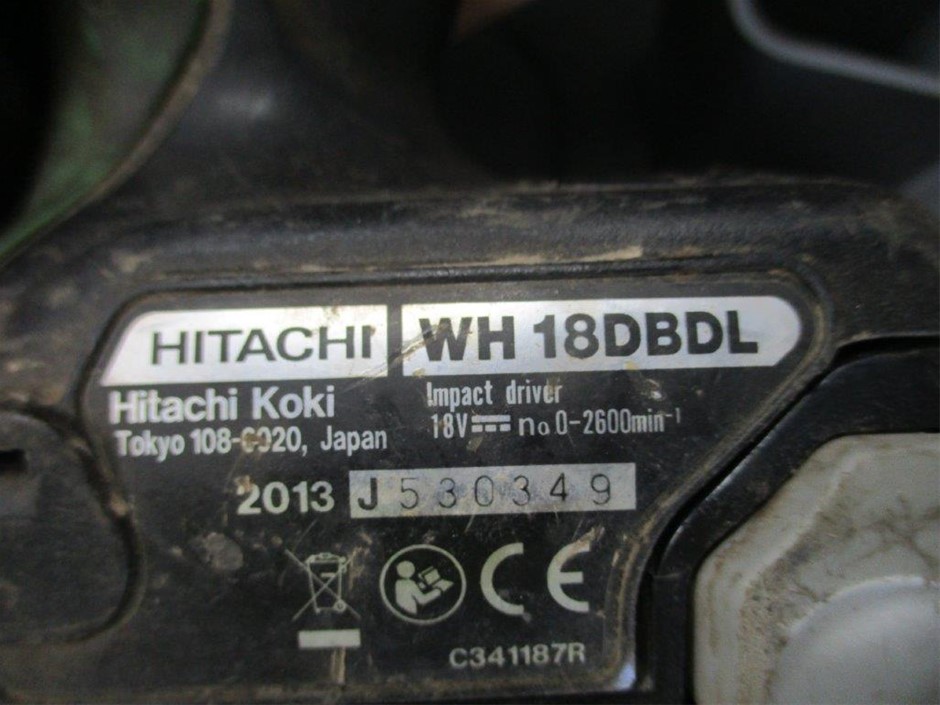 HITACHI WH 18DBDL
Hitachi Koki
Tokyo 108-6020, Japan
Impact driver
18V⎓ n₀ 0-2600min⁻¹
2013 J530349
CE
C341187R